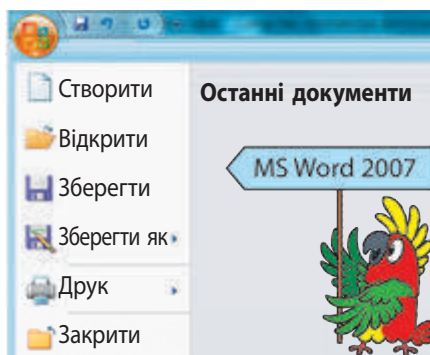 Створити
Останні документи
Відкрити
MS Word 2007
Зберегти
Зберегти як
Друк
Закрити